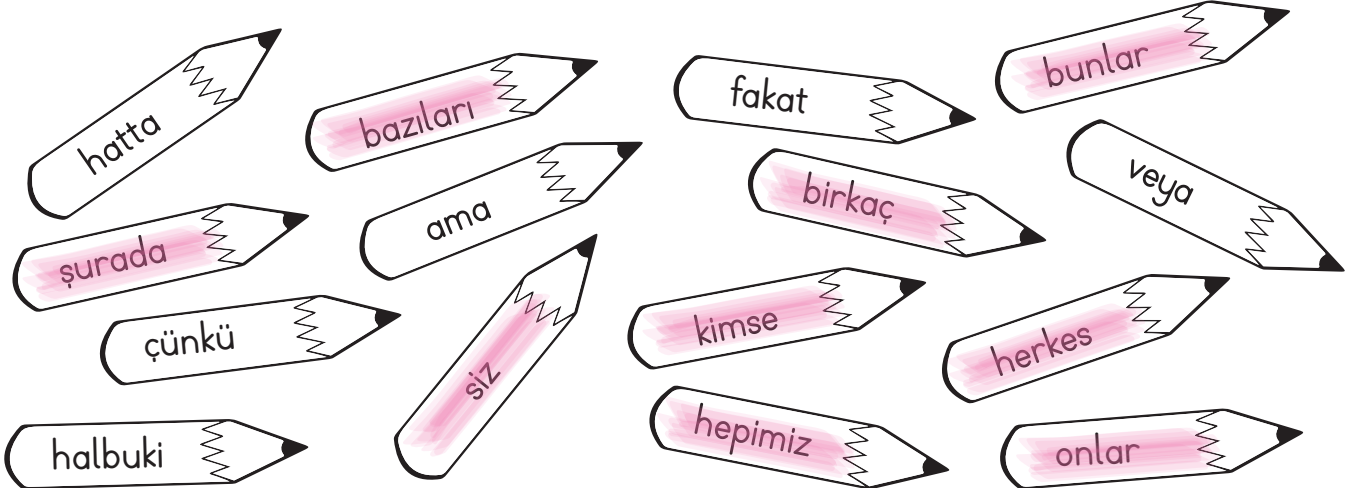 hatta
bazıları
fakat
bunlar
şurada
ama
birkaç
veya
çünkü
siz
kimse
herkes
halbuki
hepimiz
onlar